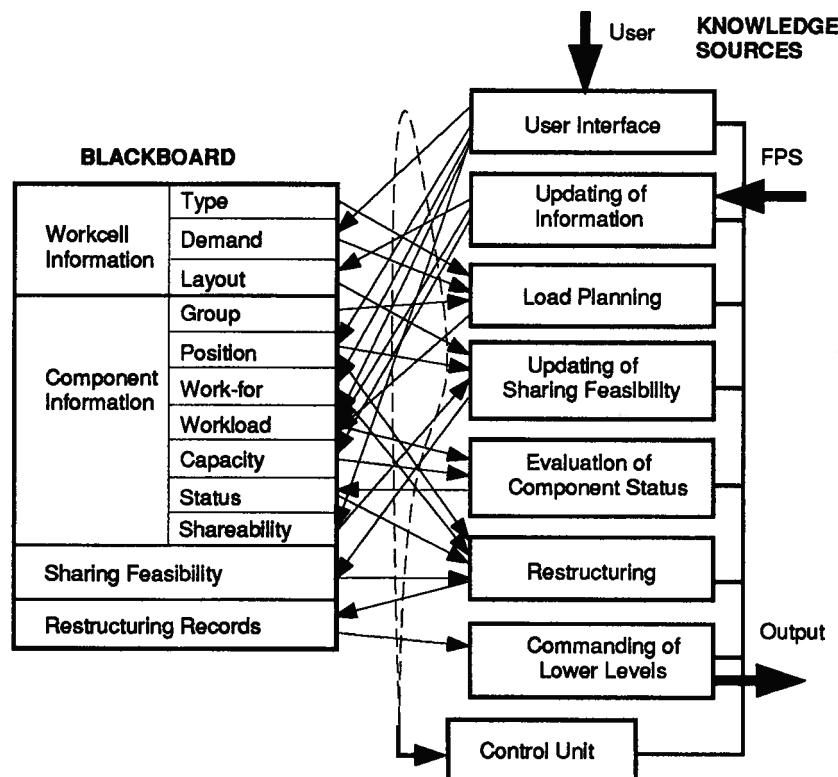 User
KNOWLEDGE
SOURCES
User Interface
BLACKBOARD
FPS
Type
Updating of
Information
Workcell
Information
Demand
Layout
Load Planning
Group
Position
Updating of
Sharing Feasibility
Component
Information
Work-for
Workload
Capacity
Evaluation of
Component Status
Status
Shareability
Sharing Feasibility
Restructuring
Restructuring Records
Commanding of
Lower Levels
Output
Control Unit